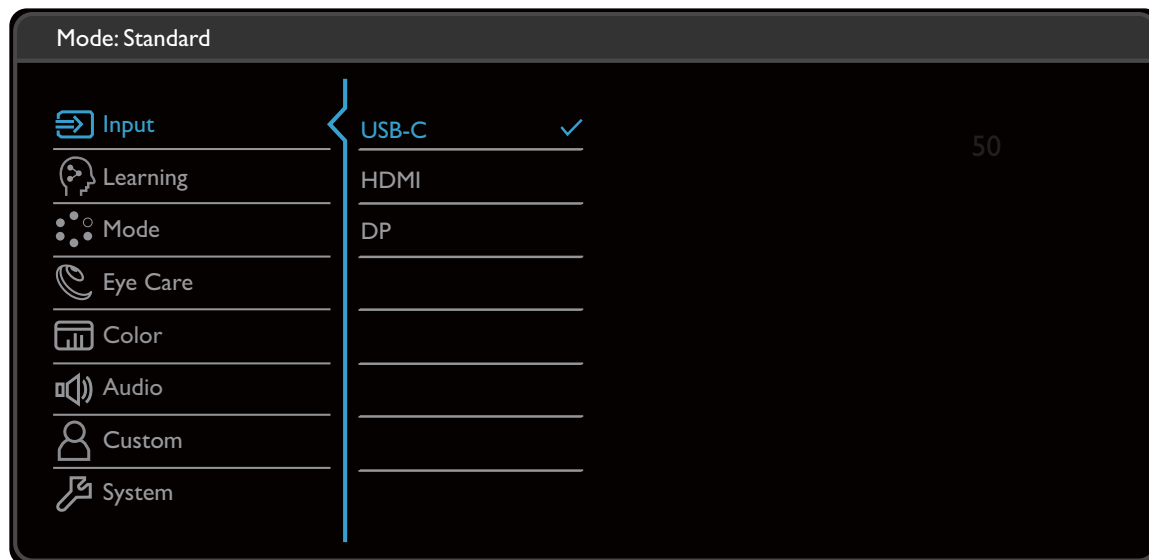 Mode: Standard
Input
Learning
Mode
Eye Care
Color
Audio
Custom
System
USB-C
HDMI
DP
50